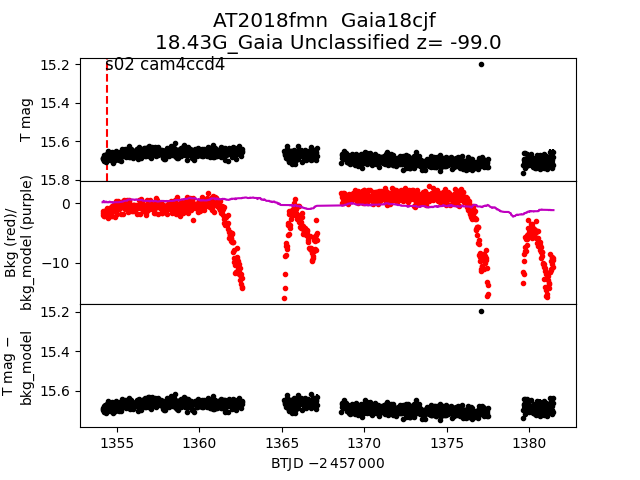 AT2018fmn  Gaia18cjf
18.43G_Gaia Unclassified z= -99.0
s02 cam4ccd4
T mag
15.2
15.4
15.6
15.8
Bkg (red)/
bkg_model (purple)
0
−10
T mag −
bkg_model
15.2
15.4
15.6
1355
1360
1365
1370
1375
1380
BTJD −2 457 000